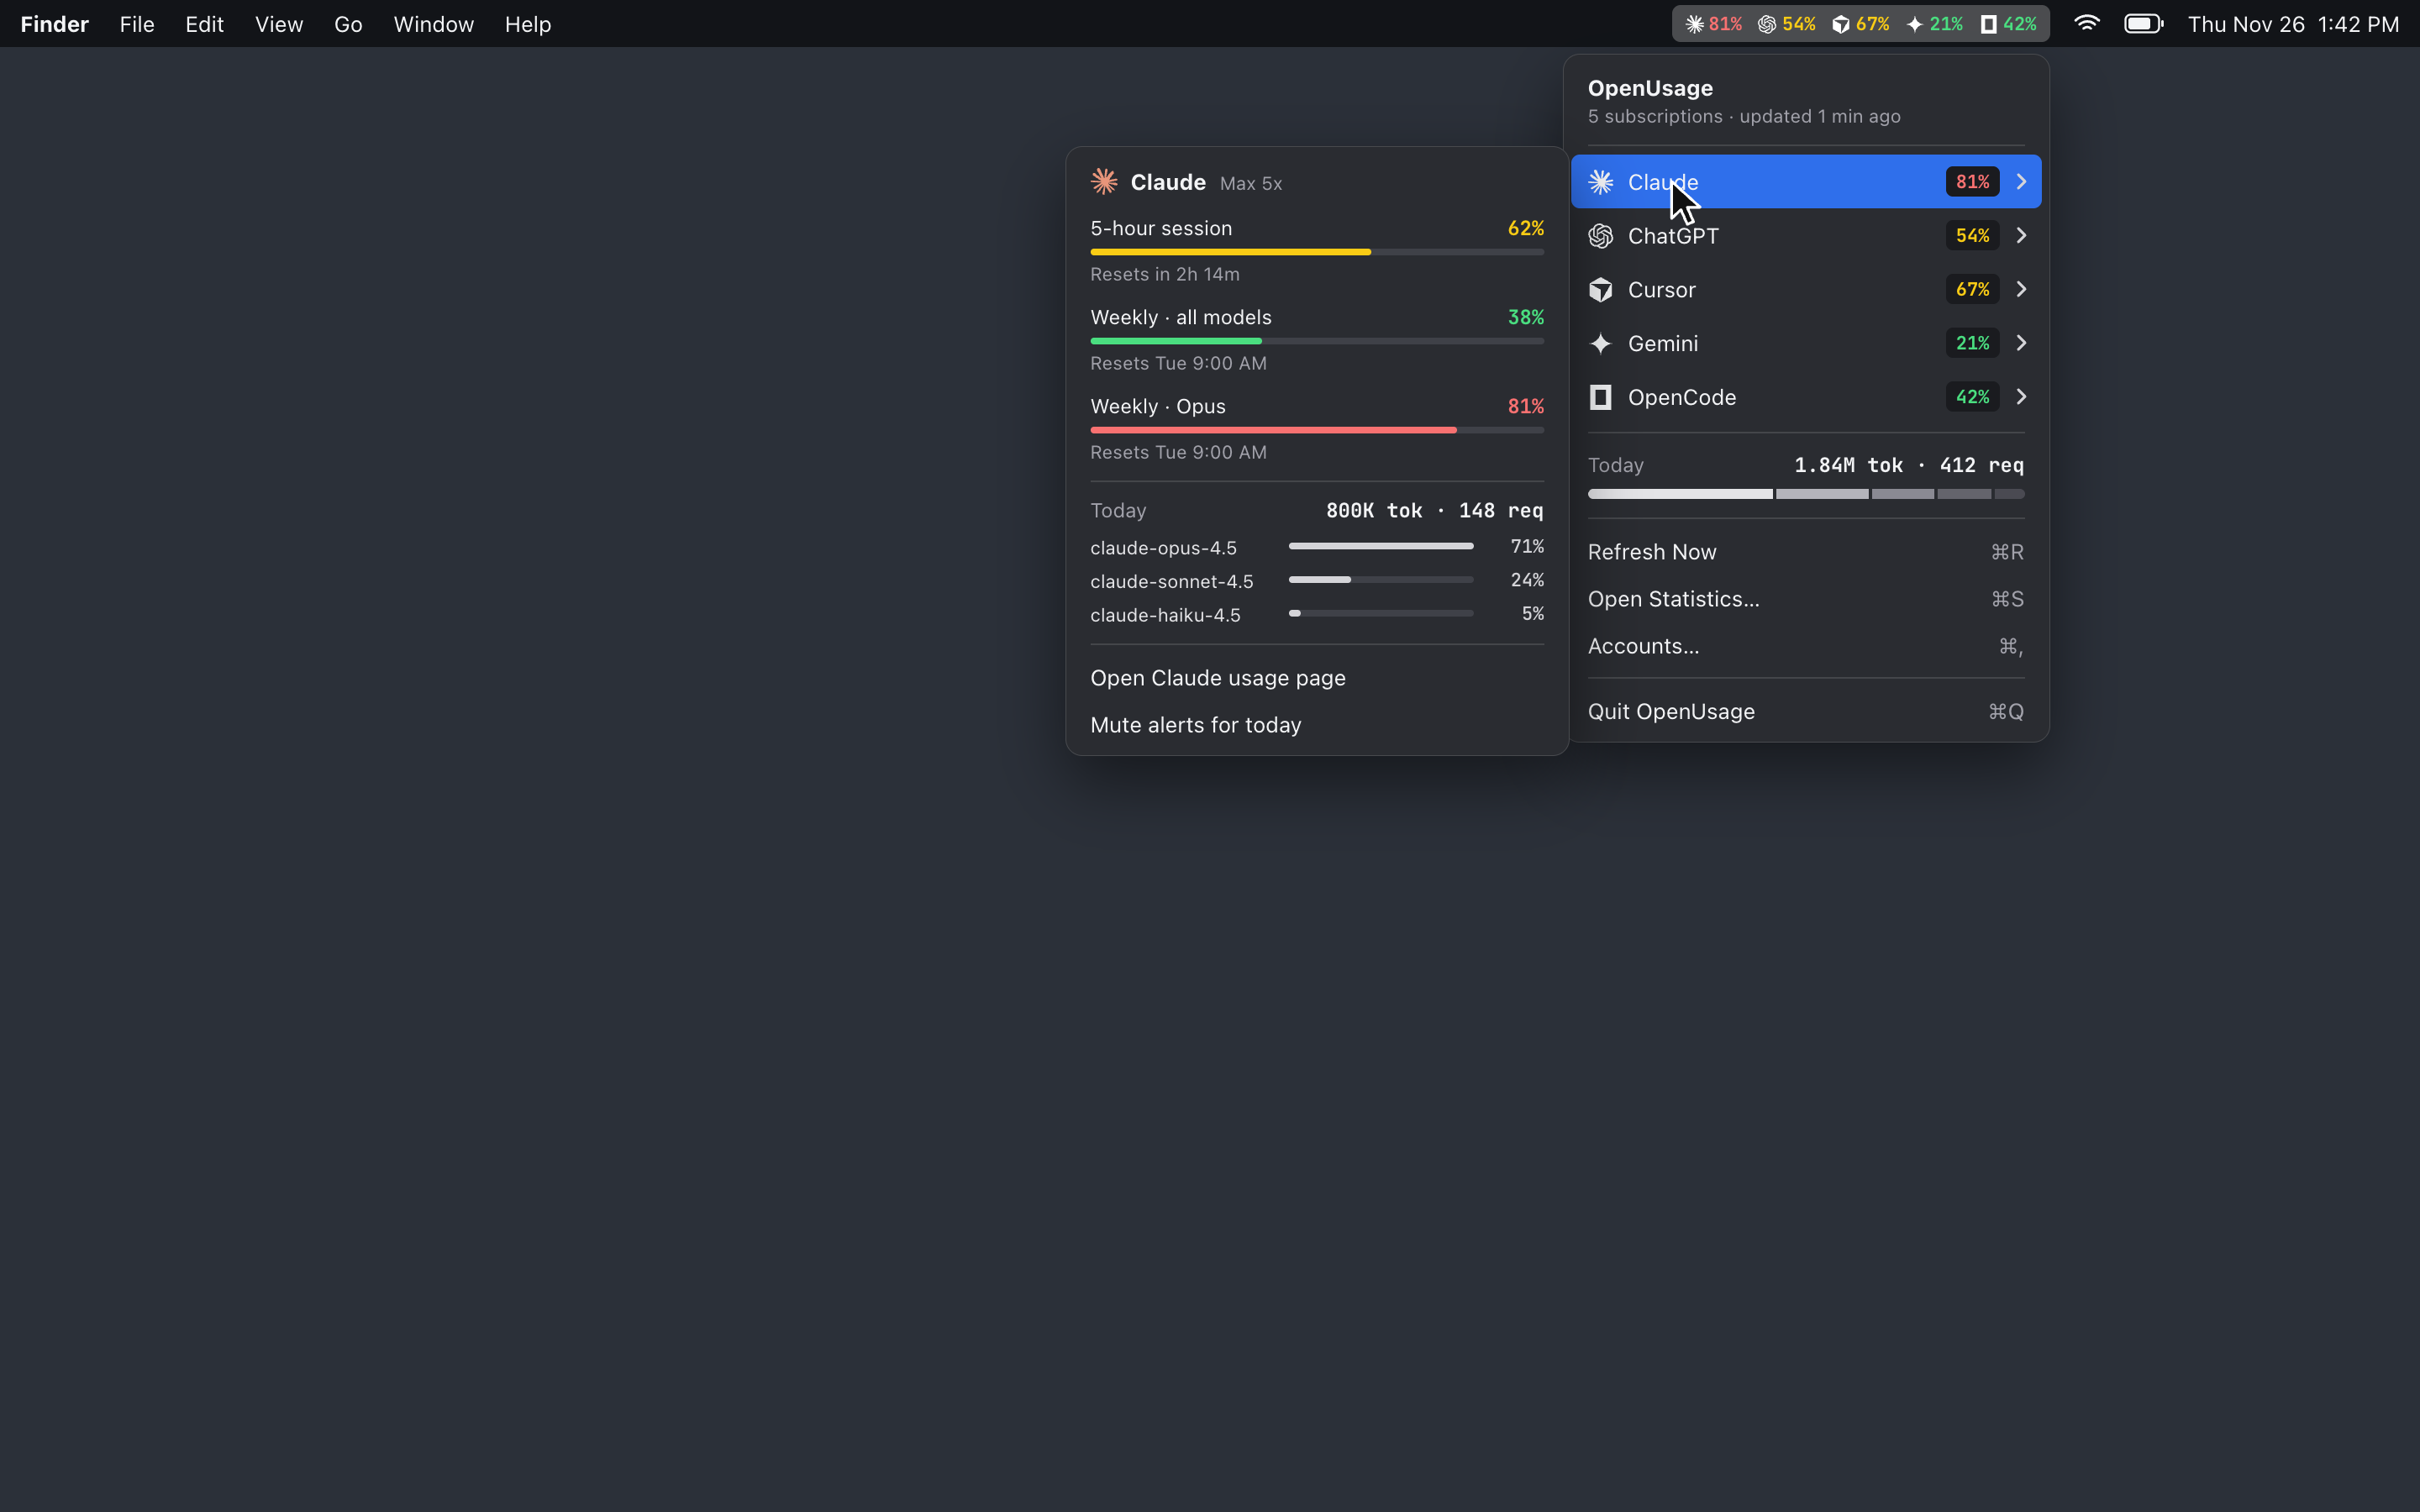 Finder File Edit View Go Window Help 81% 54% 67% 21% 42% Thu Nov 26 1:42 PM
OpenUsage
5 subscriptions · updated 1 min ago
Claude 81%
ChatGPT 54%
Cursor 67%
Gemini 21%
OpenCode 42%
Today 1.84M tok · 412 req
Refresh Now ⌘R
Open Statistics... ⌘S
Accounts... ⌘,
Quit OpenUsage ⌘Q
Claude Max 5x
5-hour session 62%
Resets in 2h 14m
Weekly · all models 38%
Resets Tue 9:00 AM
Weekly · Opus 81%
Resets Tue 9:00 AM
Today 800K tok · 148 req
claude-opus-4.5 71%
claude-sonnet-4.5 24%
claude-haiku-4.5 5%
Open Claude usage page
Mute alerts for today